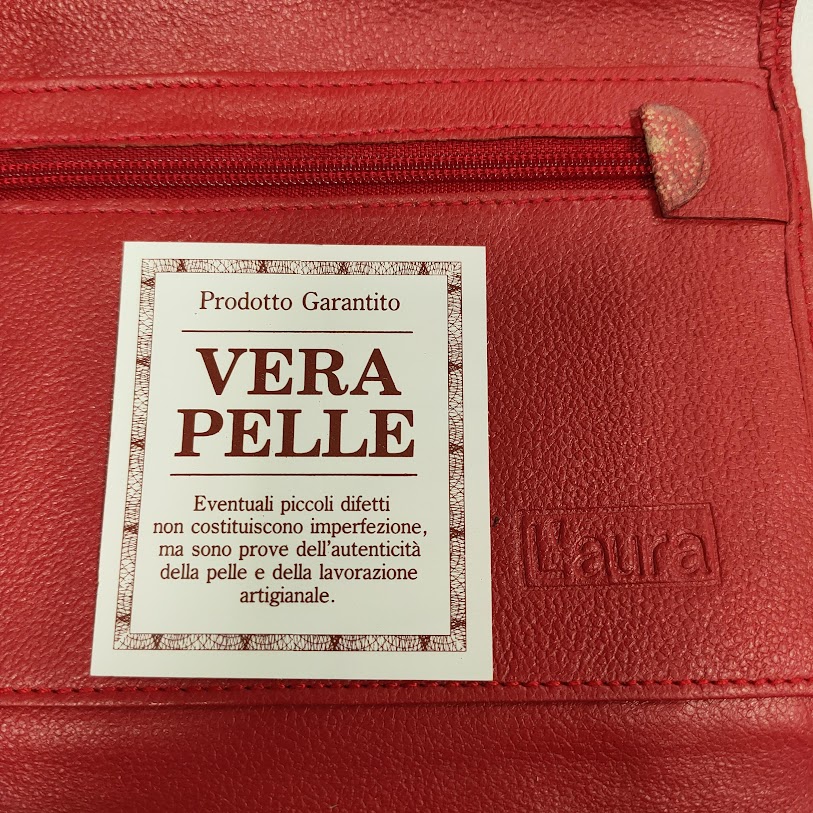 Prodotto Garantito
VERA
PELLE
Eventuali piccoli difetti
non costituiscono imperfezione,
ma sono prove dell'autenticità
della pelle e della lavorazione
artigianale.
L'aura